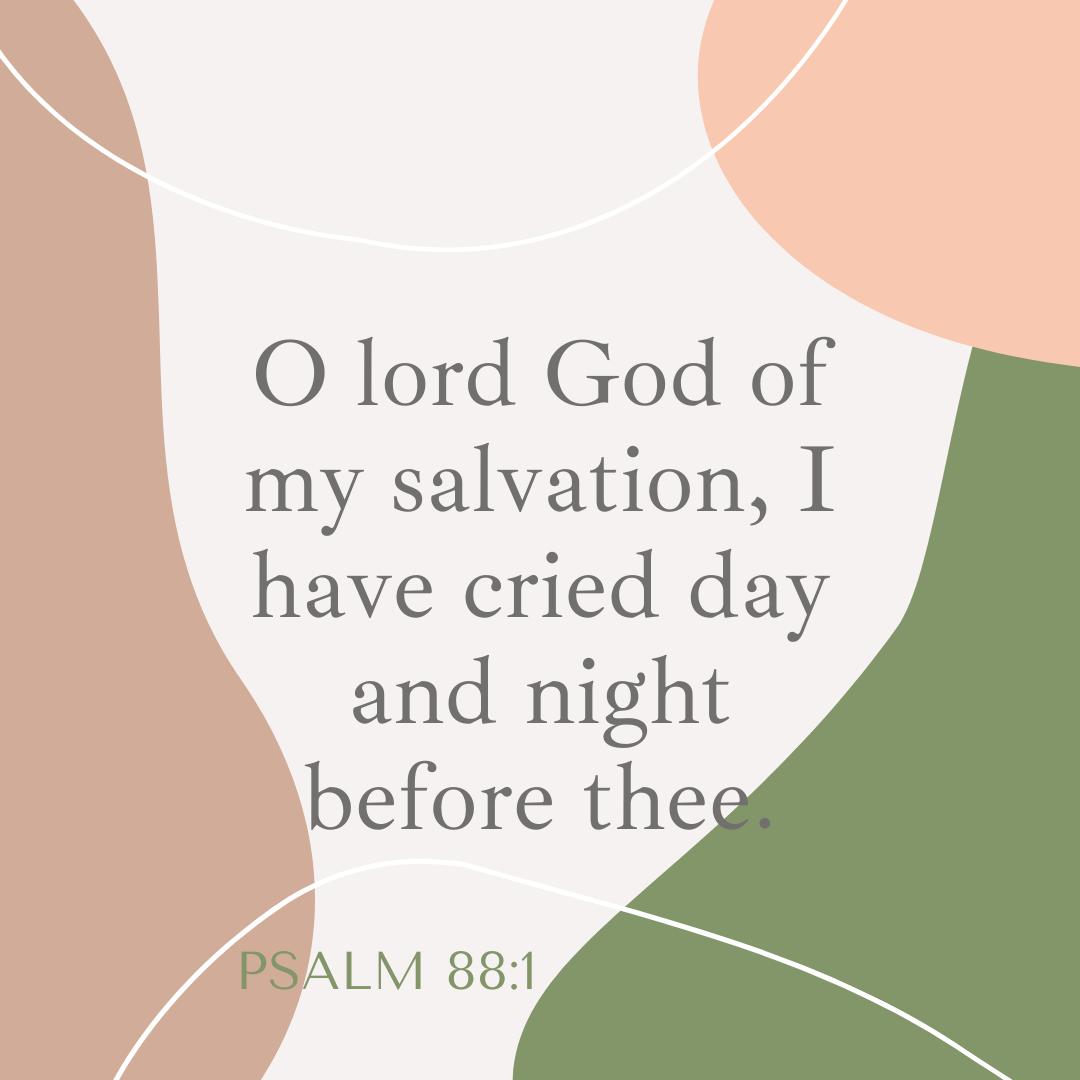 O lord God of
my salvation, I
have cried day
and night
before thee.
PSALM 88:1